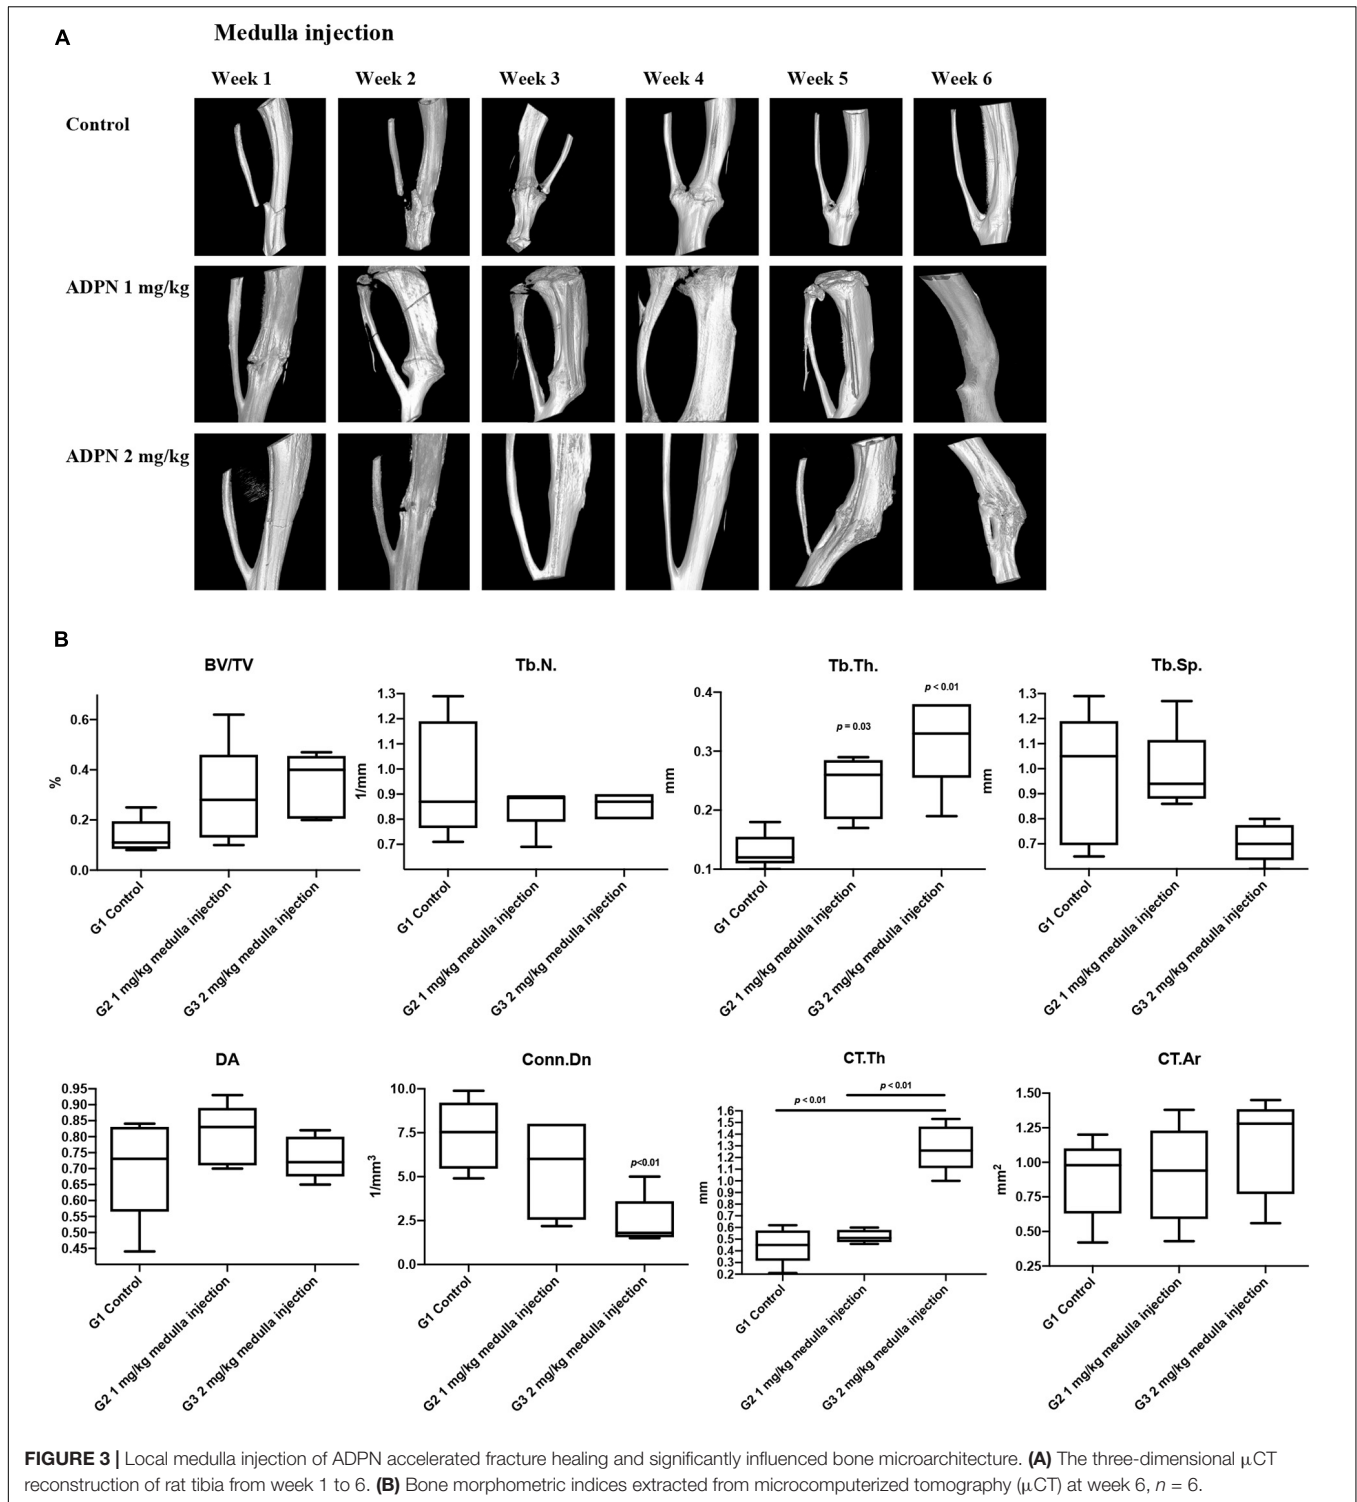 A
Medulla injection
Week 1 Week 2 Week 3 Week 4 Week 5 Week 6
Control
ADPN 1 mg/kg
ADPN 2 mg/kg
B
BV/TV
%
0.6
0.4
0.2
0.0
G1 Control
G2 1 mg/kg medulla injection
G3 2 mg/kg medulla injection
Tb.N.
1/mm
1.3
1.2
1.1
1.0
0.9
0.8
0.7
G1 Control
G2 1 mg/kg medulla injection
G3 2 mg/kg medulla injection
Tb.Th.
mm
0.4
0.3
0.2
0.1
p = 0.03
p < 0.01
G1 Control
G2 1 mg/kg medulla injection
G3 2 mg/kg medulla injection
Tb.Sp.
mm
1.3
1.2
1.1
1.0
0.9
0.8
0.7
G1 Control
G2 1 mg/kg medulla injection
G3 2 mg/kg medulla injection
DA
0.95
0.90
0.85
0.80
0.75
0.70
0.65
0.60
0.55
0.50
0.45
G1 Control
G2 1 mg/kg medulla injection
G3 2 mg/kg medulla injection
Conn.Dn
1/mm³
10.0
7.5
5.0
2.5
0.0
p<0.01
G1 Control
G2 1 mg/kg medulla injection
G3 2 mg/kg medulla injection
CT.Th
mm
p < 0.01
p < 0.01
1.6
1.5
1.4
1.3
1.2
1.1
1.0
0.9
0.8
0.7
0.6
0.5
0.4
0.3
0.2
G1 Control
G2 1 mg/kg medulla injection
G3 2 mg/kg medulla injection
CT.Ar
mm²
1.50
1.25
1.00
0.75
0.50
0.25
G1 Control
G2 1 mg/kg medulla injection
G3 2 mg/kg medulla injection
FIGURE 3 | Local medulla injection of ADPN accelerated fracture healing and significantly influenced bone microarchitecture. (A) The three-dimensional μCT
reconstruction of rat tibia from week 1 to 6. (B) Bone morphometric indices extracted from microcomputerized tomography (μCT) at week 6, n = 6.